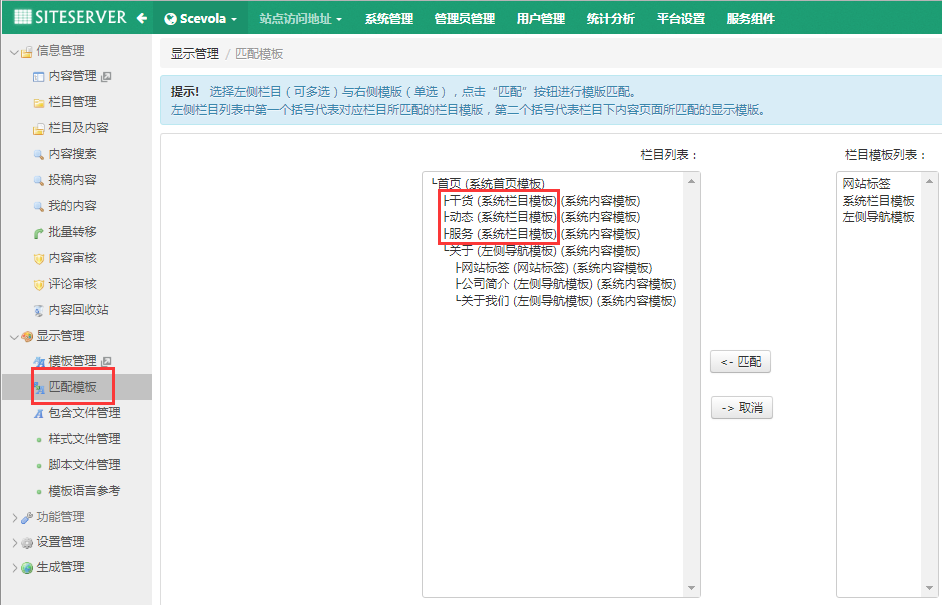 SITESERVER
Scevola
站点访问地址
系统管理
管理员管理
用户管理
统计分析
平台设置
服务组件
信息管理
内容管理
栏目管理
栏目及内容
内容搜索
投稿内容
我的内容
批量转移
内容审核
评论审核
内容回收站
显示管理
模板管理
匹配模板
包含文件管理
样式文件管理
脚本文件管理
模板语言参考
功能管理
设置管理
生成管理
显示管理 / 匹配模板
提示! 选择左侧栏目（可多选）与右侧模版（单选），点击“匹配”按钮进行模版匹配。
左侧栏目列表中第一个括号代表对应栏目所匹配的栏目模版，第二个括号代表栏目下内容页面所匹配的显示模版。
栏目列表：
└首页 (系统首页模板)
├干货 (系统栏目模板) (系统内容模板)
├动态 (系统栏目模板) (系统内容模板)
├服务 (系统栏目模板) (系统内容模板)
└关于 (左侧导航模板) (系统内容模板)
├网站标签 (网站标签) (系统内容模板)
├公司简介 (左侧导航模板) (系统内容模板)
└关于我们 (左侧导航模板) (系统内容模板)
<- 匹配
-> 取消
栏目模板列表：
网站标签
系统栏目模板
左侧导航模板